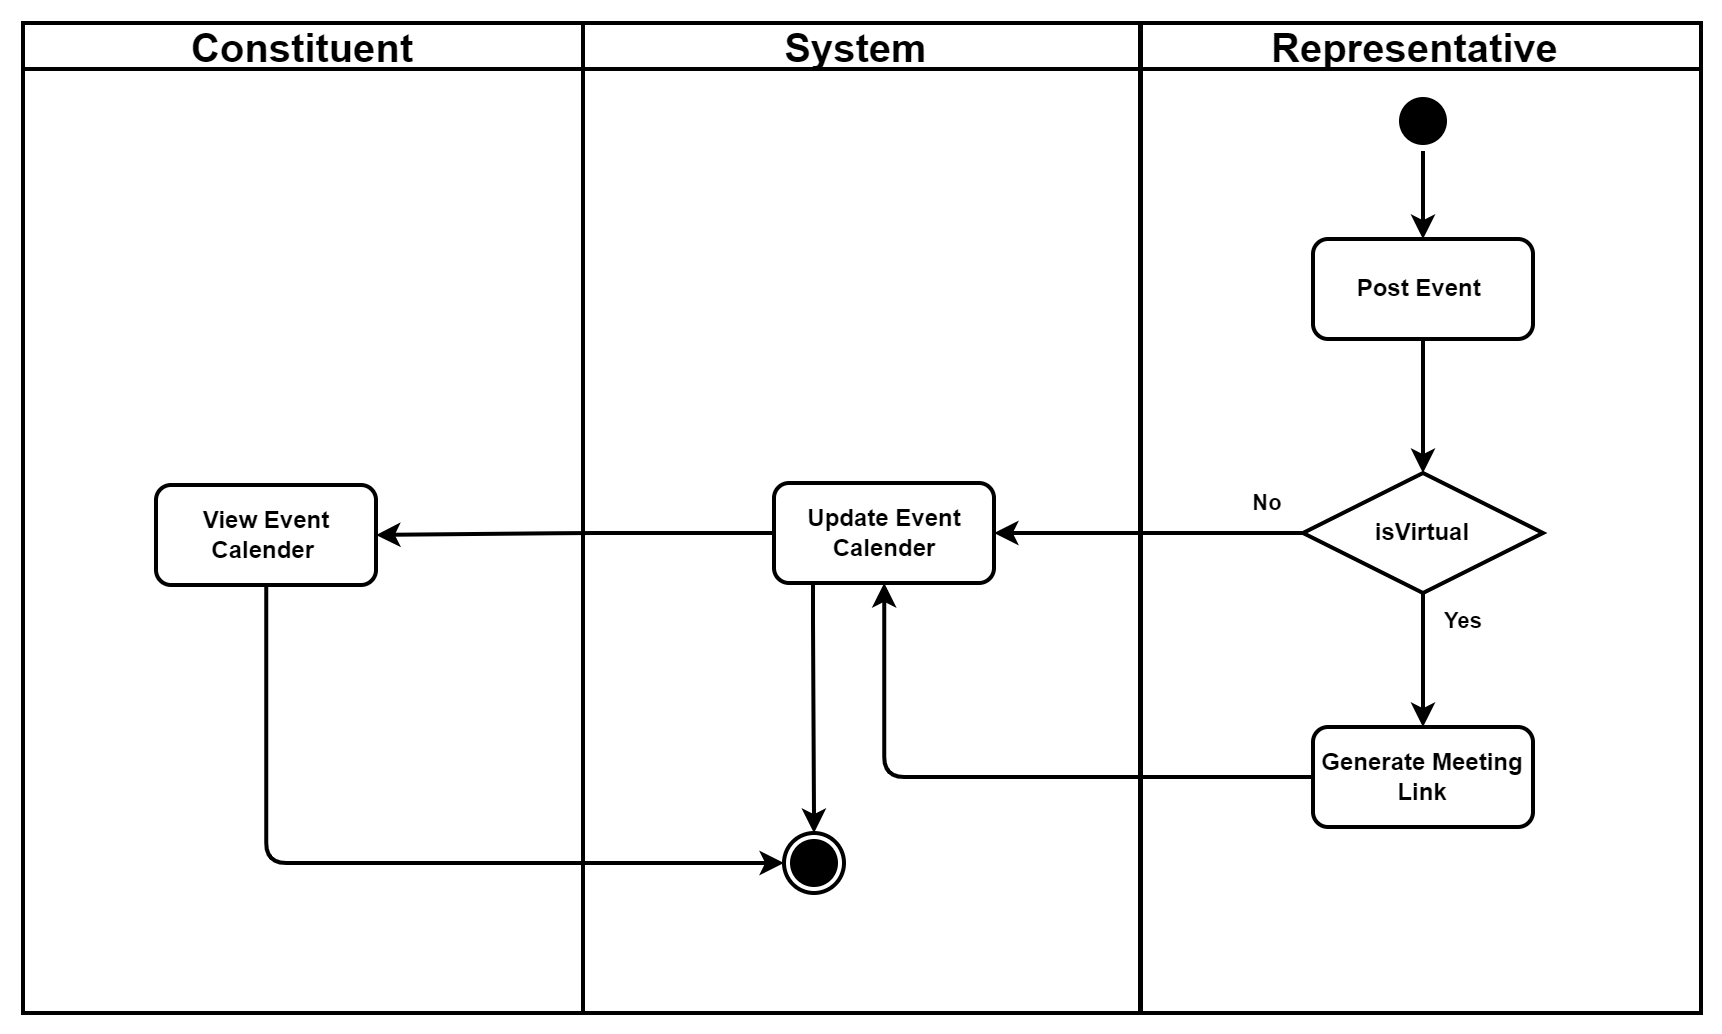 Constituent
System
Representative
Post Event
View Event
Calender
Update Event
Calender
No
isVirtual
Yes
Generate Meeting
Link